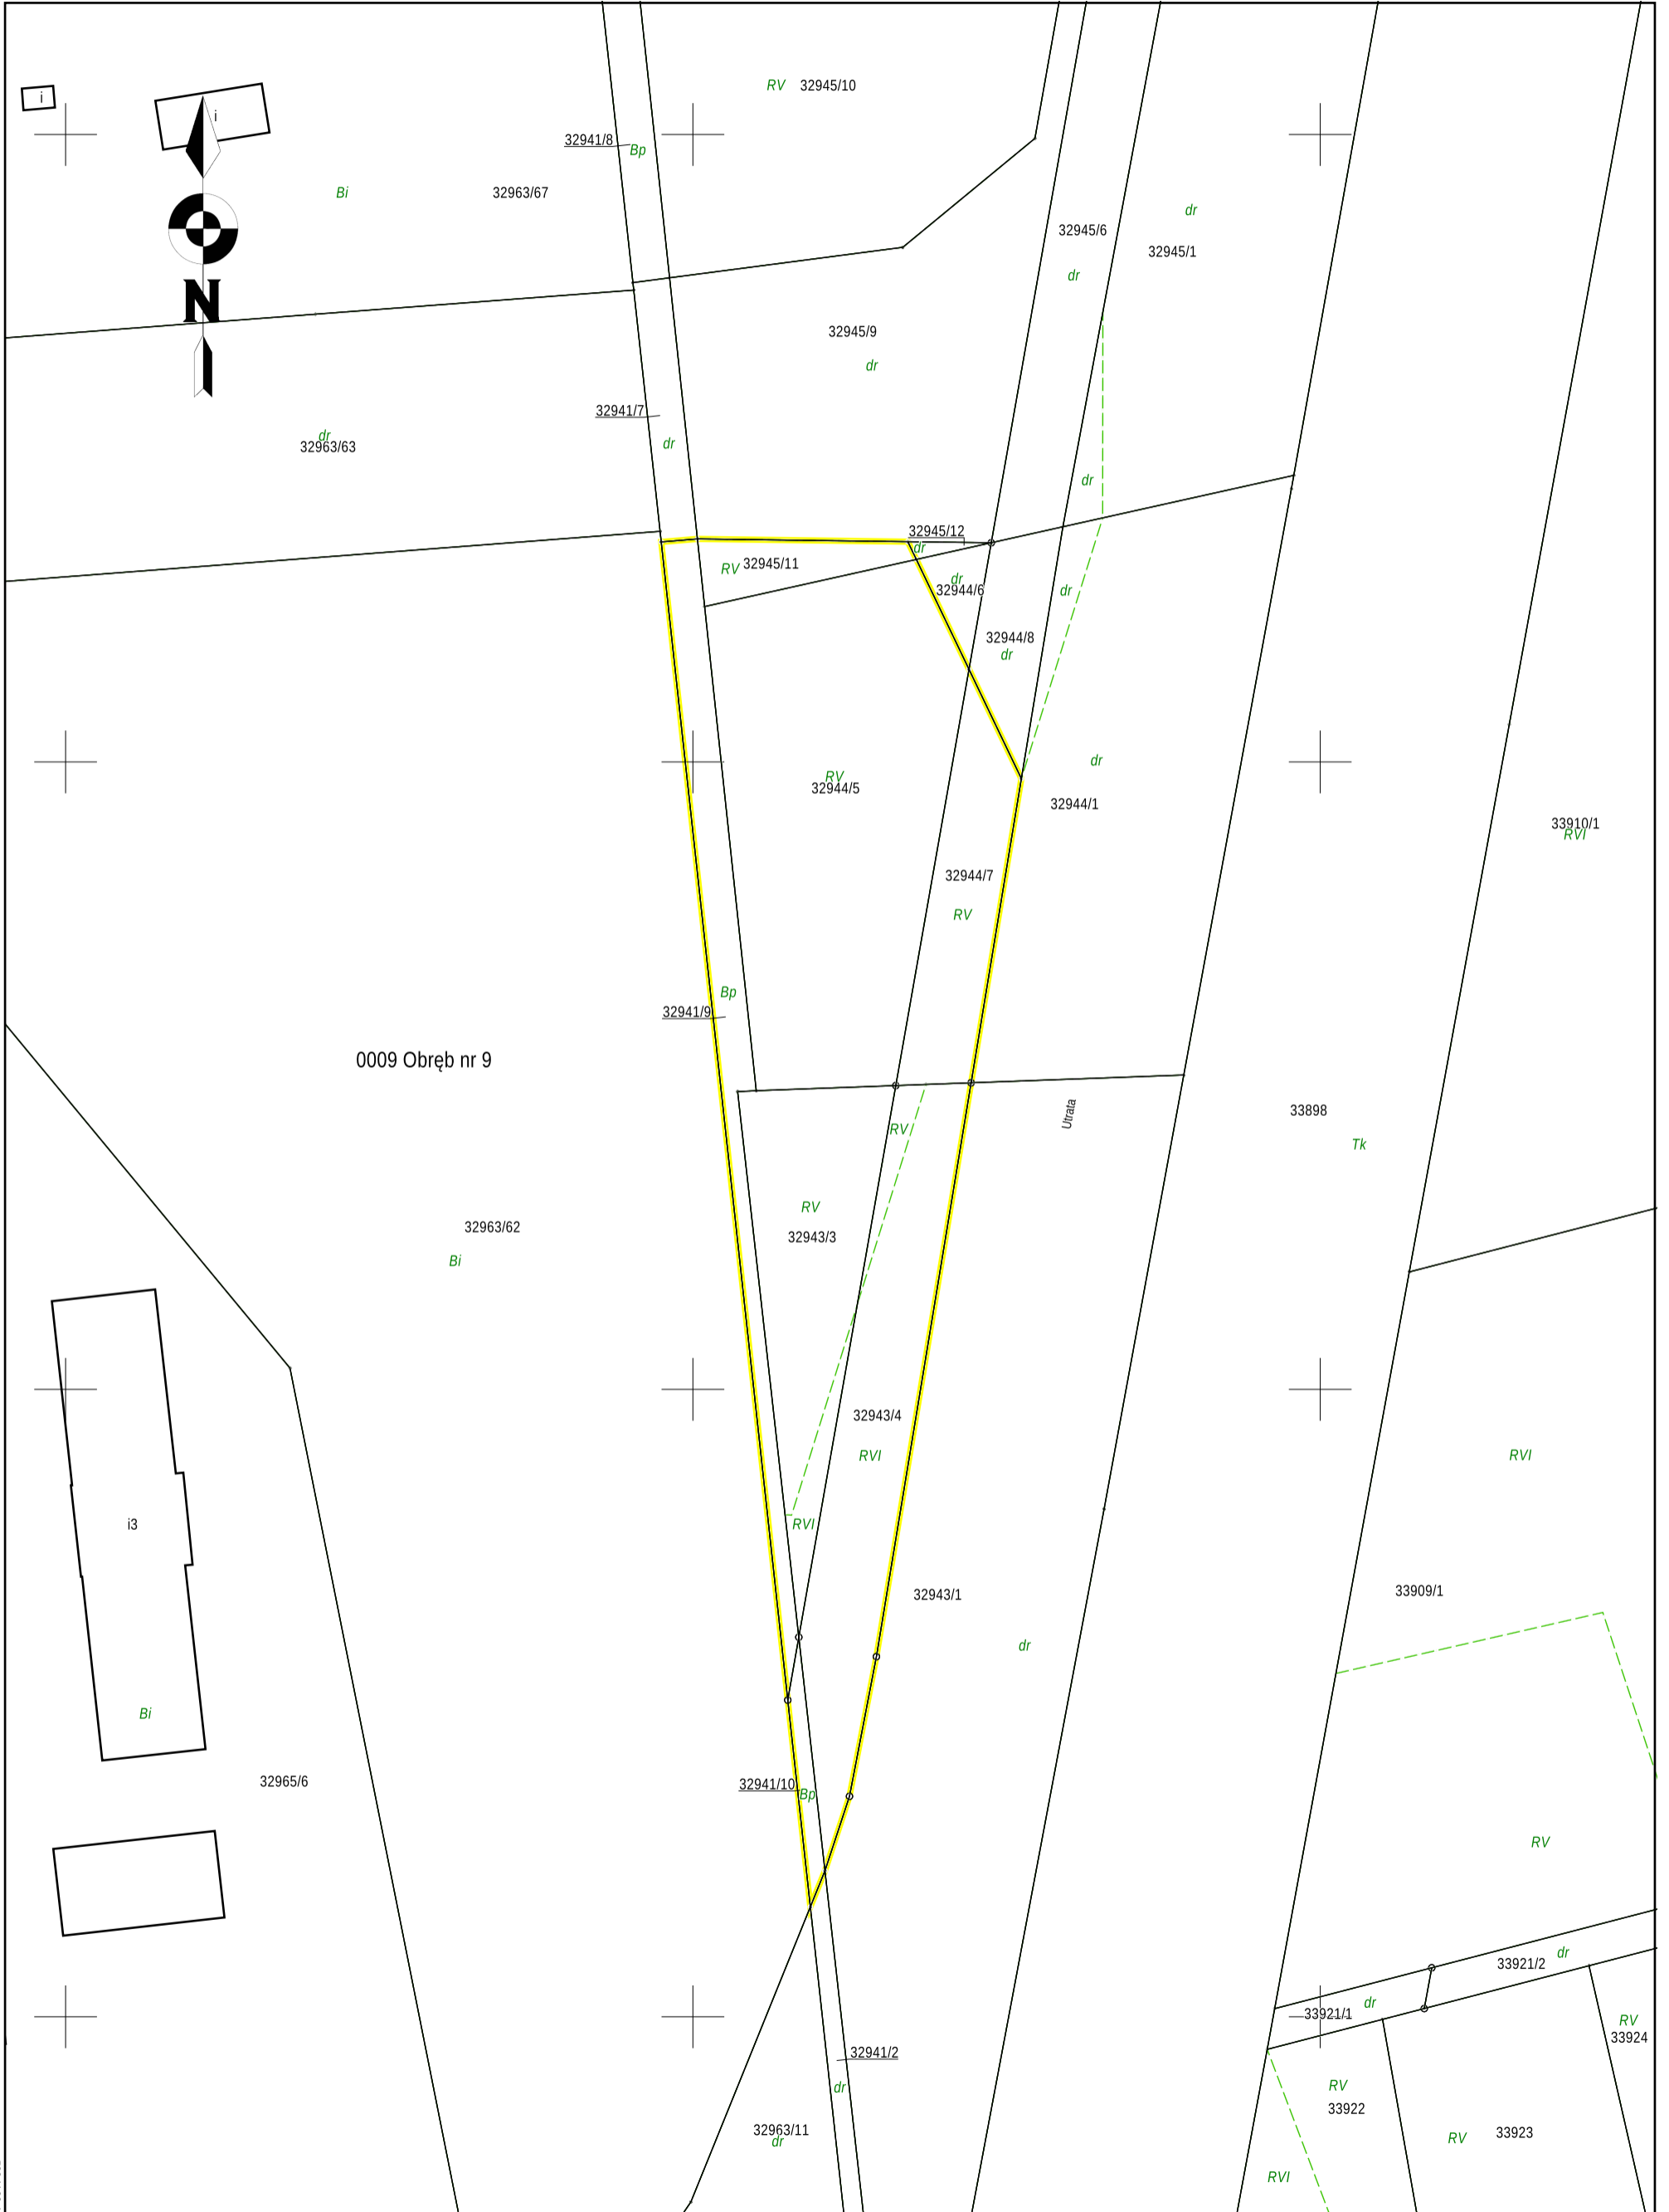 RV 32945/10
i
i
32941/8
Bp
Bi
32963/67
dr
32945/6
32945/1
dr
N
32945/9
dr
32941/7
dr
dr
32963/63
dr
32945/12
dr
RV 32945/11
dr
32944/6
dr
32944/8
dr
dr
RV
32944/5
32944/1
33910/1
RVI
32944/7
RV
Bp
32941/9
0009 Obręb nr 9
Utrata
33898
RV
Tk
RV
32943/3
32963/62
Bi
32943/4
RVI
RVI
i3
RVI
33909/1
32943/1
dr
Bi
32965/6
32941/10
Bp
RV
dr
33921/2
dr
33921/1
RV
33924
32941/2
dr
RV
33922
32963/11
dr
33923
RV
RVI